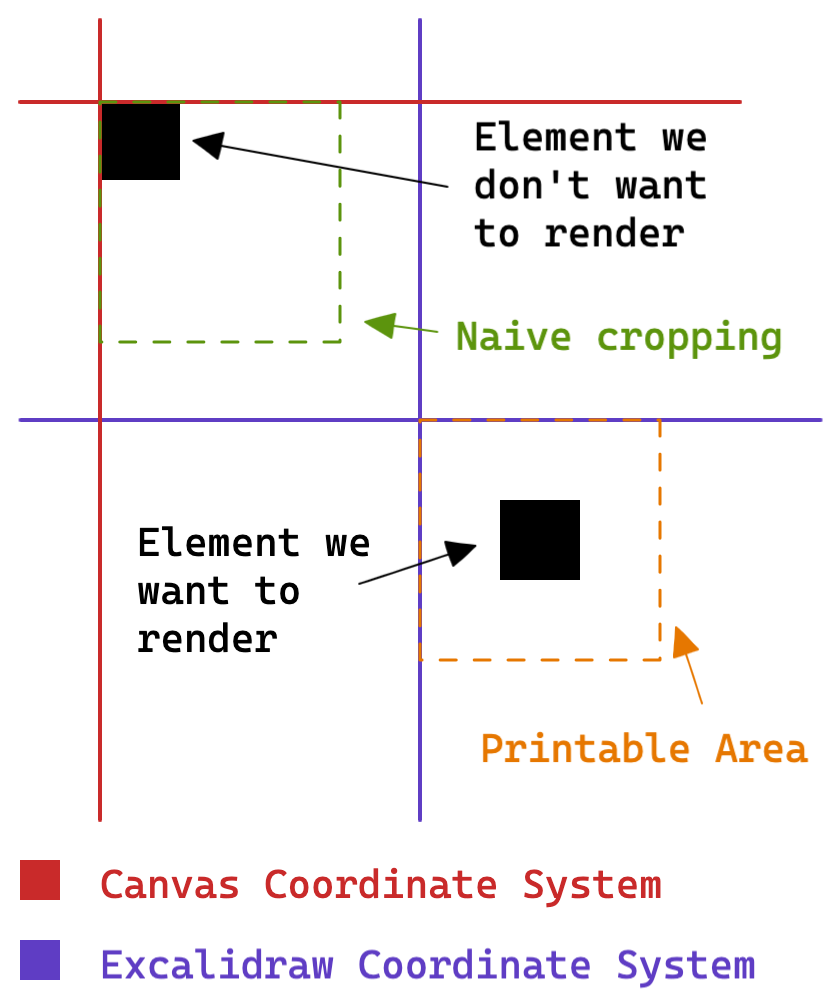 Element we
don't want
to render
Naive cropping
Element we
want to
render
Printable Area
Canvas Coordinate System
Excalidraw Coordinate System